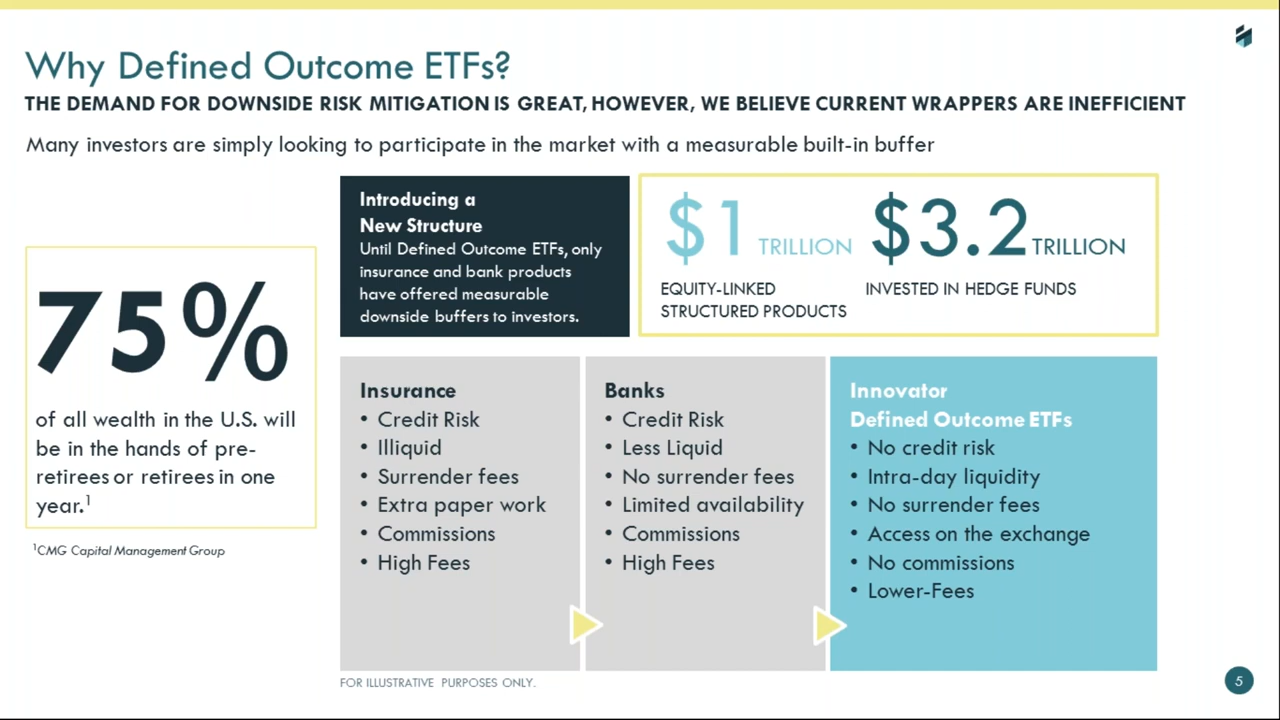 Why Defined Outcome ETFs?
THE DEMAND FOR DOWNSIDE RISK MITIGATION IS GREAT, HOWEVER, WE BELIEVE CURRENT WRAPPERS ARE INEFFICIENT
Many investors are simply looking to participate in the market with a measurable built-in buffer
75%
of all wealth in the U.S. will
be in the hands of pre-
retirees or retirees in one
year.¹
¹CMG Capital Management Group
Introducing a
New Structure
Until Defined Outcome ETFs, only
insurance and bank products
have offered measurable
downside buffers to investors.
$1 TRILLION
EQUITY-LINKED
STRUCTURED PRODUCTS
$3.2 TRILLION
INVESTED IN HEDGE FUNDS
Insurance
• Credit Risk
• Illiquid
• Surrender fees
• Extra paper work
• Commissions
• High Fees
Banks
• Credit Risk
• Less Liquid
• No surrender fees
• Limited availability
• Commissions
• High Fees
Innovator
Defined Outcome ETFs
• No credit risk
• Intra-day liquidity
• No surrender fees
• Access on the exchange
• No commissions
• Lower-Fees
FOR ILLUSTRATIVE PURPOSES ONLY.
5